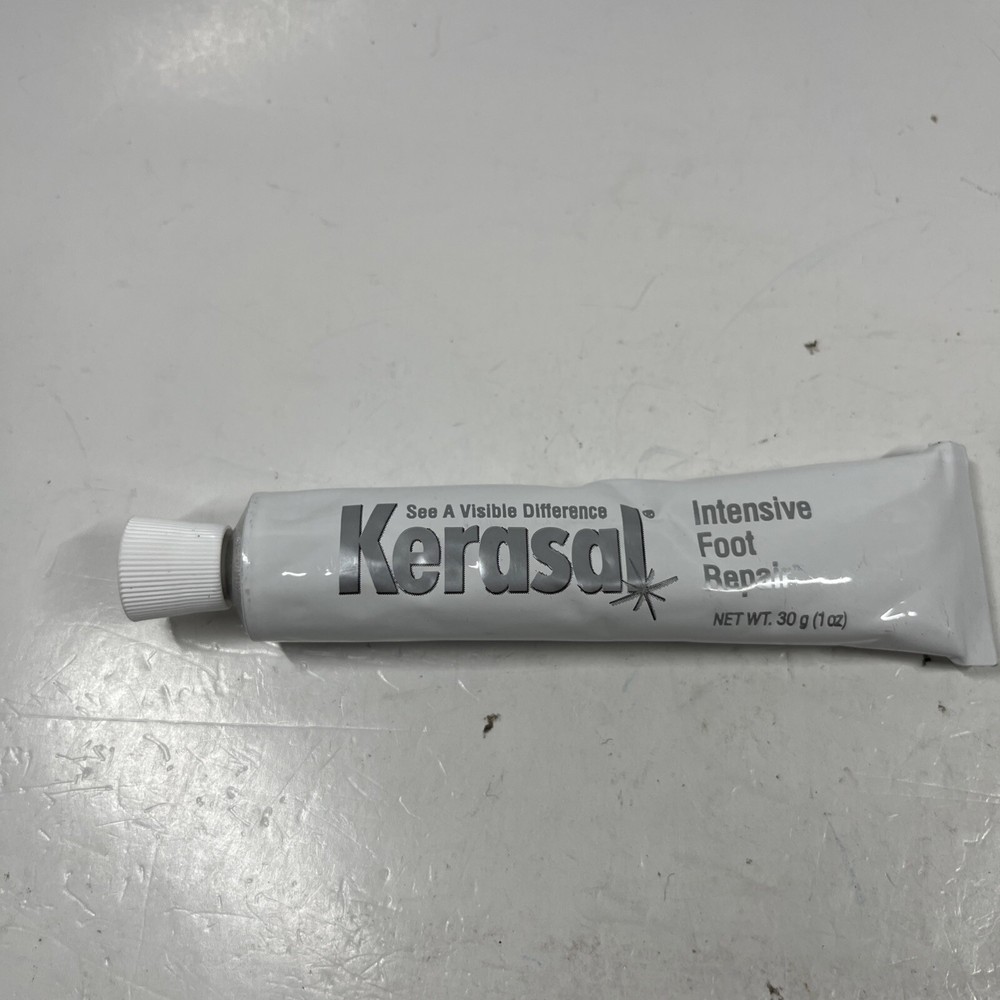 See A Visible Difference
Kerasal®
Intensive
Foot
Repair
NET WT. 30 g (1 oz)